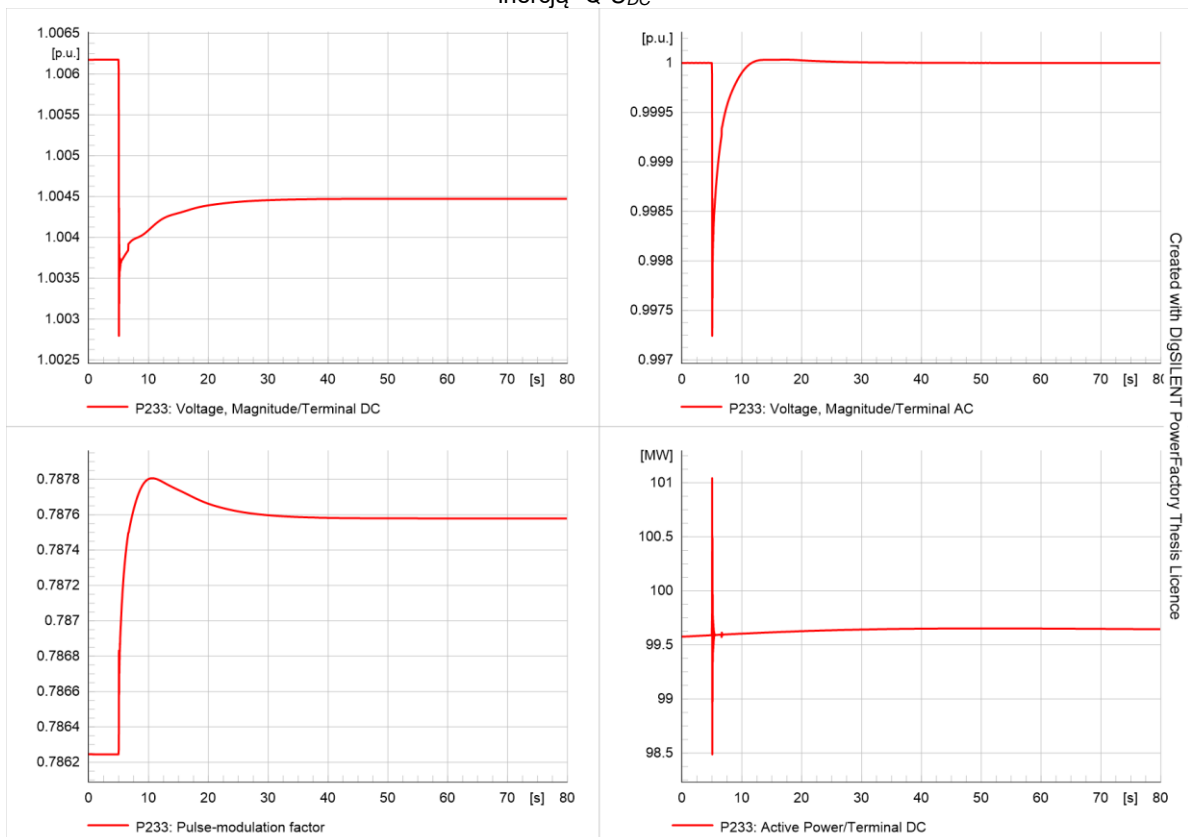 inercją "Q-U_DC"
1.0065
[p.u.]
1.006
1.0055
1.005
1.0045
1.004
1.0035
1.003
1.0025
0 10 20 30 40 50 60 70 [s] 80
P233: Voltage, Magnitude/Terminal DC
[p.u.]
1
0.9995
0.999
0.9985
0.998
0.9975
0.997
0 10 20 30 40 50 60 70 [s] 80
P233: Voltage, Magnitude/Terminal AC
0.7878
0.7876
0.7874
0.7872
0.787
0.7868
0.7866
0.7864
0.7862
0 10 20 30 40 50 60 70 [s] 80
P233: Pulse-modulation factor
[MW]
101
100.5
100
99.5
99
98.5
0 10 20 30 40 50 60 70 [s] 80
P233: Active Power/Terminal DC
Created with DIgSILENT PowerFactory Thesis Licence